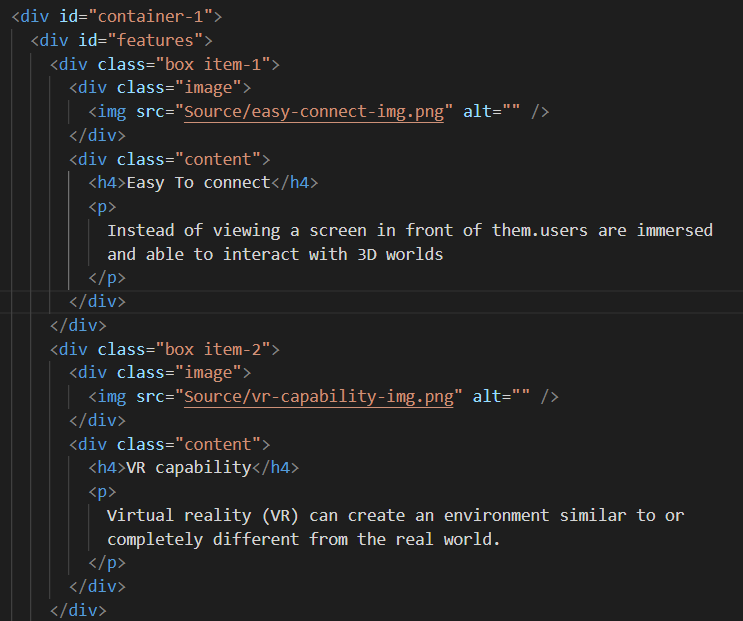 <div id="container-1">
<div id="features">
<div class="box item-1">
<div class="image">
<img src="Source/easy-connect-img.png" alt="" />
</div>
<div class="content">
<h4>Easy To connect</h4>
<p>
Instead of viewing a screen in front of them.users are immersed
and able to interact with 3D worlds
</p>
</div>
</div>
<div class="box item-2">
<div class="image">
<img src="Source/vr-capability-img.png" alt="" />
</div>
<div class="content">
<h4>VR capability</h4>
<p>
Virtual reality (VR) can create an environment similar to or
completely different from the real world.
</p>
</div>
</div>